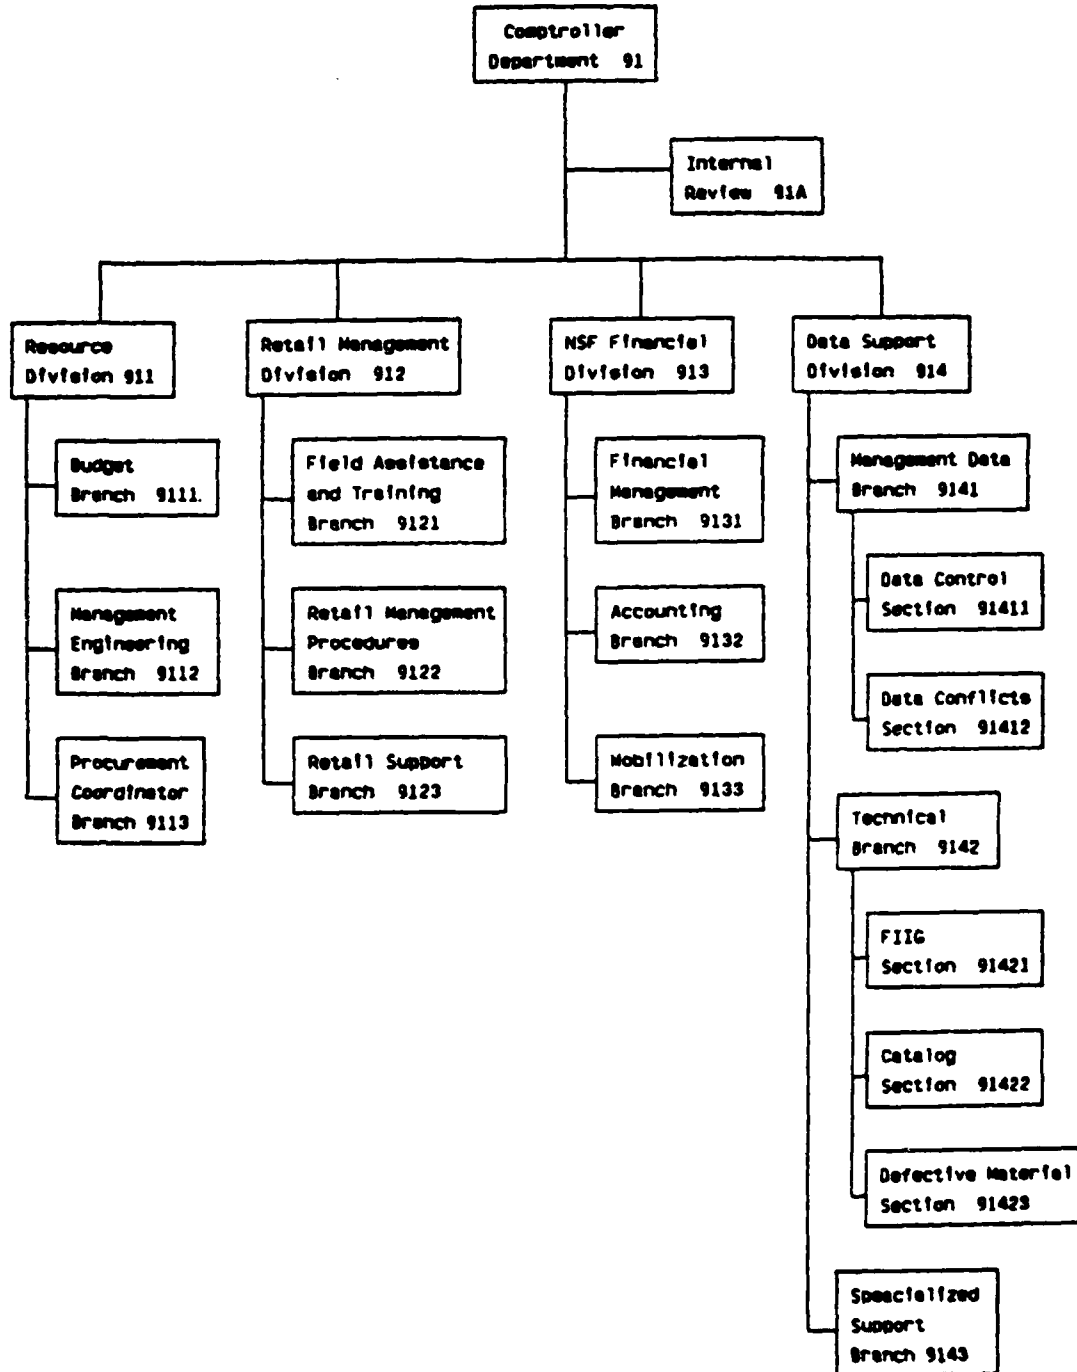 Comptroller
Department 91
Internal
Review 91A
Resource
Division 911
Retail Management
Division 912
NSF Financial
Division 913
Data Support
Division 914
Budget
Branch 9111.
Management
Engineering
Branch 9112
Procurement
Coordinator
Branch 9113
Field Assistance
and Training
Branch 9121
Retail Management
Procedures
Branch 9122
Retail Support
Branch 9123
Financial
Management
Branch 9131
Accounting
Branch 9132
Mobilization
Branch 9133
Management Data
Branch 9141
Data Control
Section 91411
Data Conflicts
Section 91412
Technical
Branch 9142
FIIG
Section 91421
Catalog
Section 91422
Defective Material
Section 91423
Speacialized
Support
Branch 9143